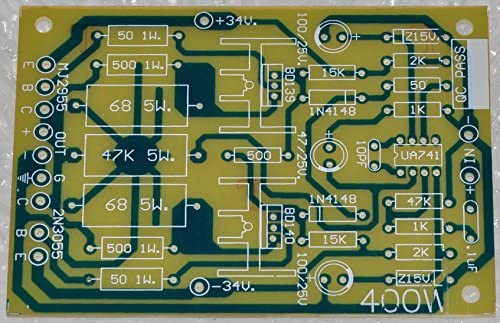 +34V.
50 1W.
500 1W.
68 5W.
47K 5W.
68 5W.
500 1W.
50 1W.
-34V.
E
B
C
MJ2955
+
-
OUT
G
C
B
E
2N3055
BD139
500
BD140
100/25V
15K
1N4148
47/25V
10PF
1N4148
15K
100/25V
Z15V.
2K
50
1K
UA741
47K
1K
2K
Z15V.
400W
QC PASS
-
IN
+
.1uF